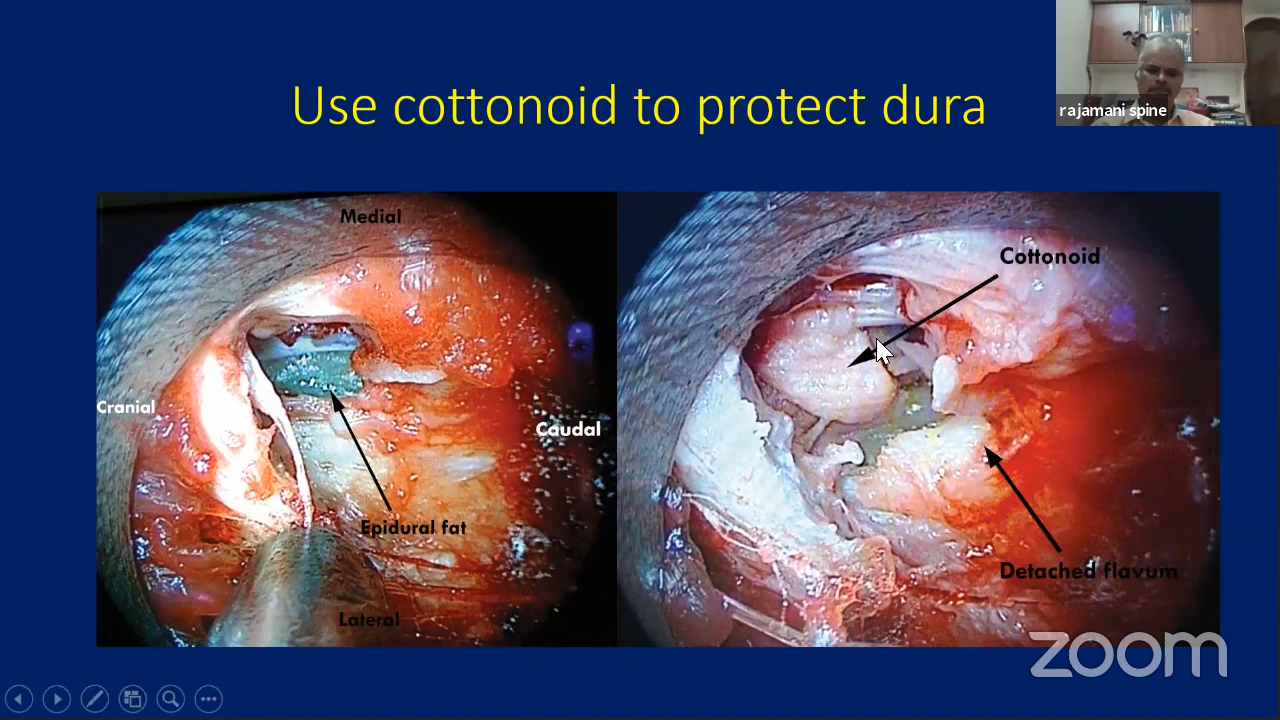 Use cottonoid to protect dura
rajamani spine
Medial
Cottonoid
Cranial
Caudal
Epidural fat
Detached flavum
Lateral
zoom